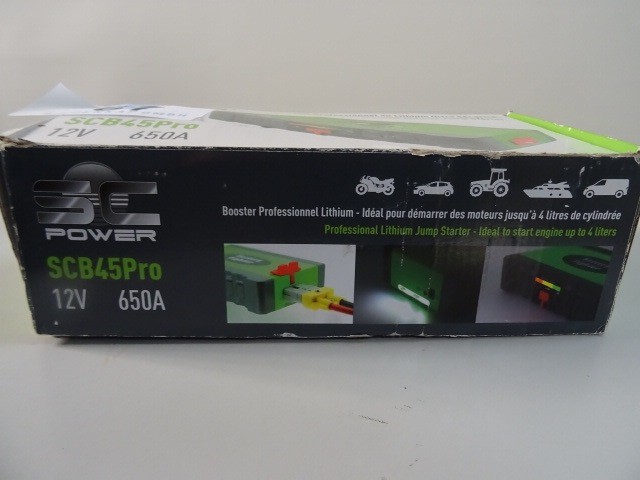 SCB45Pro
12V 650A
SC
POWER
Booster Professionnel Lithium - Idéal pour démarrer des moteurs jusqu'à 4 litres de cylindrée
Professional Lithium Jump Starter - Ideal to start engine up to 4 liters
SCB45Pro
12V 650A